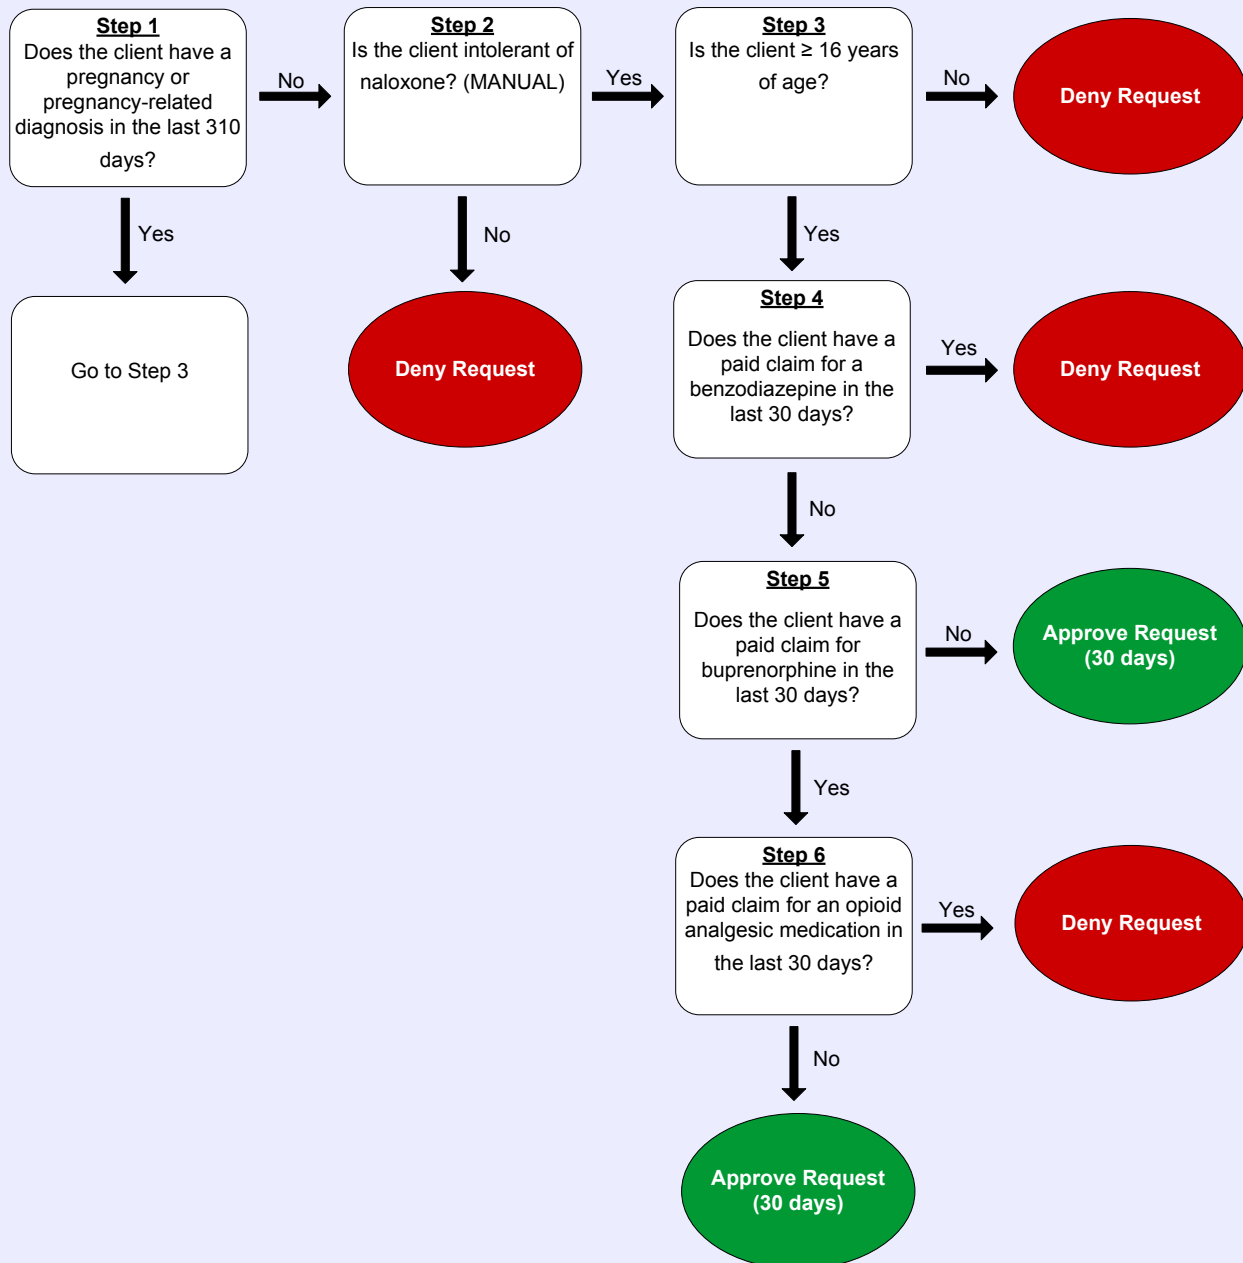 Step 1
Does the client have a
pregnancy or
pregnancy-related
diagnosis in the last 310
days?
No
Step 2
Is the client intolerant of
naloxone? (MANUAL)
Yes
Step 3
Is the client ≥ 16 years
of age?
No
Deny Request
Yes
Go to Step 3
No
Deny Request
Yes
Step 4
Does the client have a
paid claim for a
benzodiazepine in the
last 30 days?
Yes
Deny Request
No
Step 5
Does the client have a
paid claim for
buprenorphine in the
last 30 days?
No
Approve Request
(30 days)
Yes
Step 6
Does the client have a
paid claim for an opioid
analgesic medication in
the last 30 days?
Yes
Deny Request
No
Approve Request
(30 days)